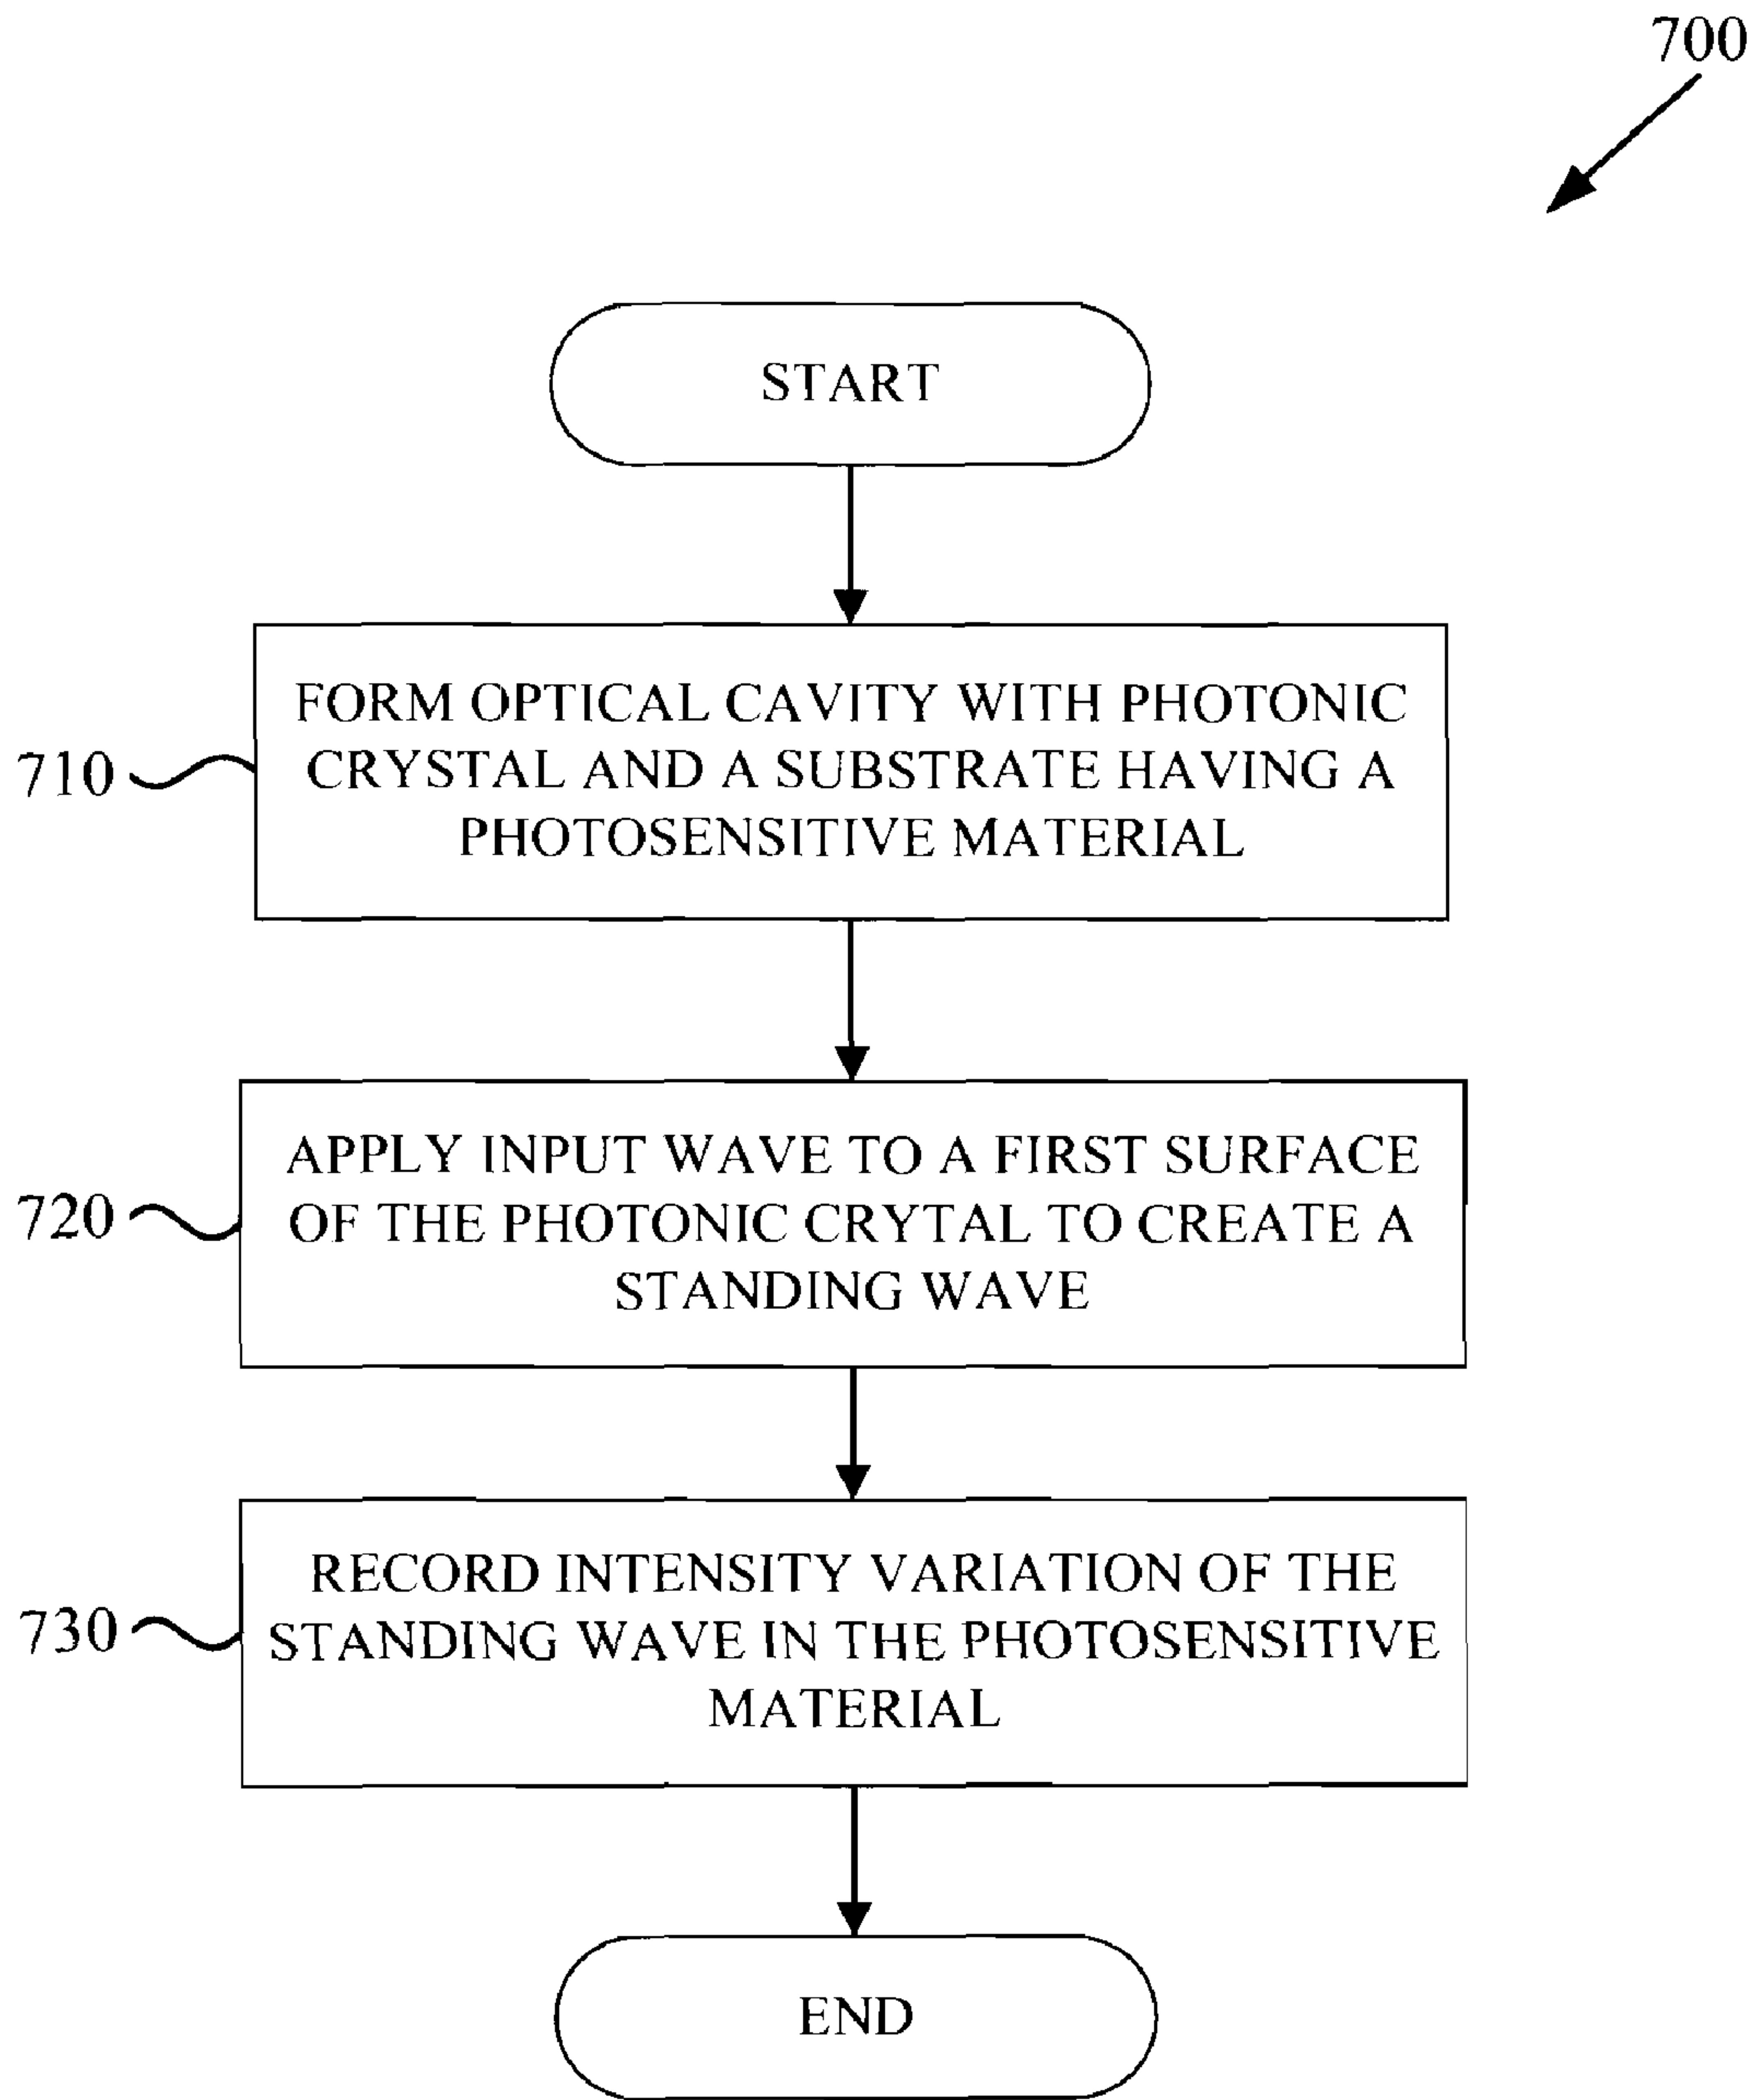 700
START
710
FORM OPTICAL CAVITY WITH PHOTONIC
CRYSTAL AND A SUBSTRATE HAVING A
PHOTOSENSITIVE MATERIAL
720
APPLY INPUT WAVE TO A FIRST SURFACE
OF THE PHOTONIC CRYTAL TO CREATE A
STANDING WAVE
730
RECORD INTENSITY VARIATION OF THE
STANDING WAVE IN THE PHOTOSENSITIVE
MATERIAL
END